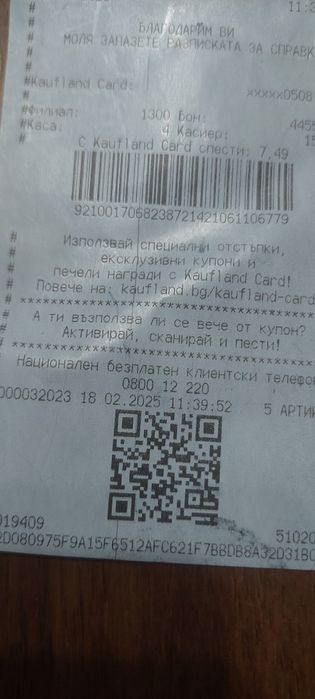 11:3
#
# БЛАГОДАРИМ ВИ
# МОЛЯ ЗАПАЗЕТЕ РАЗПИСКАТА ЗА СПРАВК
#
#Kaufland Card: xxxxx0508
#
#Филиал: 1300 Бон: 4455
#Каса: 4 Касиер: 15
# С Kaufland Card спести: 7,49
9210017068238721421061106779
#
# Използвай специални отстъпки,
# ексклузивни купони и
# печели награди с Kaufland Card!
# Повече на: kaufland.bg/kaufland-card
# А ти възползва ли се вече от купон?
# Активирай, сканирай и пести!
Национален безплатен клиентски телефо
0800 12 220
000032023 18 02.2025 11:39:52 5 АРТИК
019409 51020
2D080975F9A15F6512AFC621F7BBDB8A32D31B0